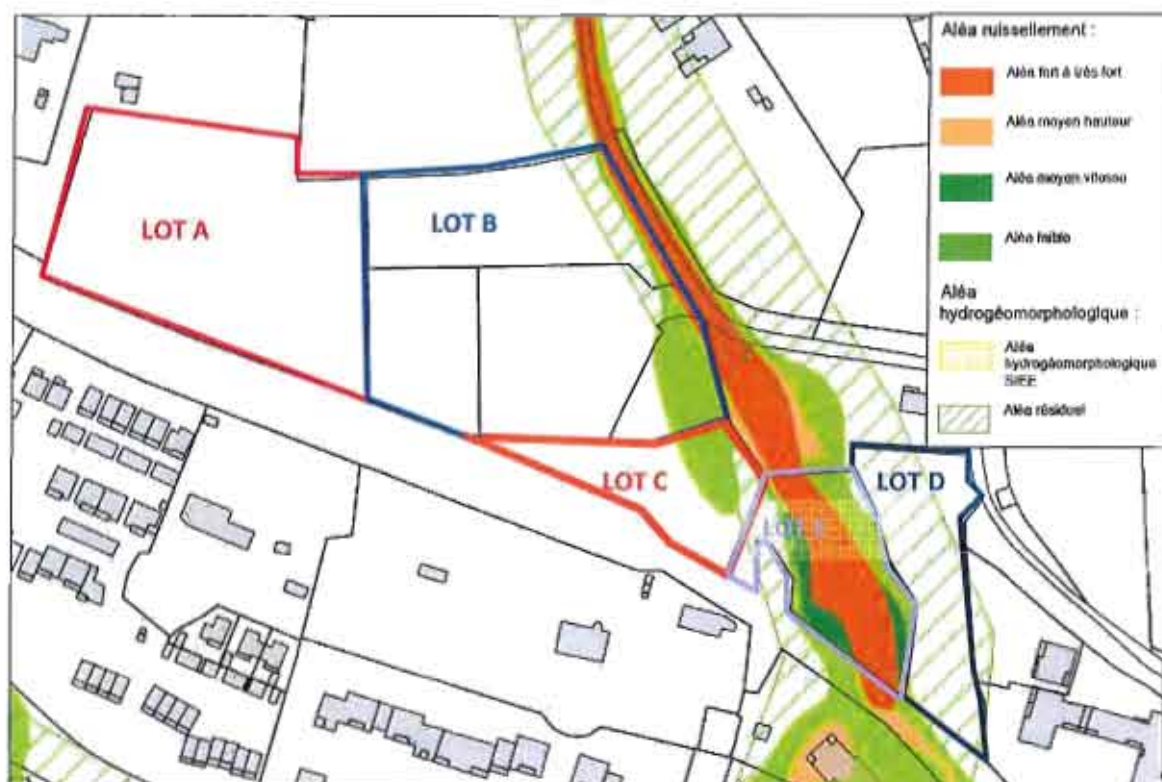 LOT A
LOT B
LOT C
LOT D
Aléa ruissellement :
Aléa fort à très fort
Aléa moyen hauteur
Aléa moyen vitesse
Aléa faible
Aléa
hydrogéomorphologique :
Aléa
hydrogéomorphologique
SIEE
Aléa résiduel